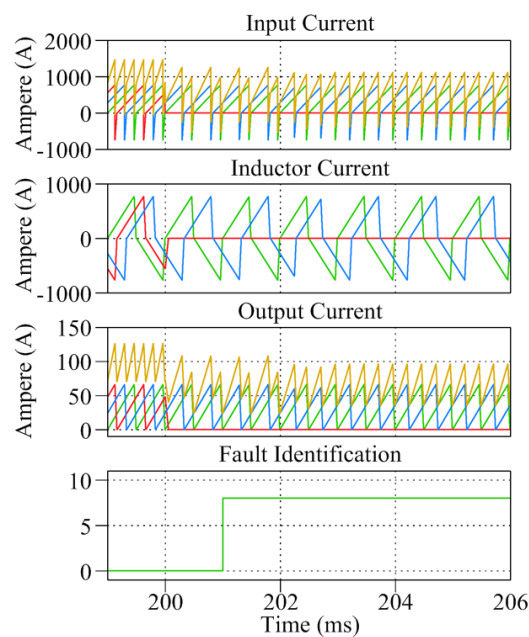 Input Current
Ampere (A)
2000
1000
0
-1000
Inductor Current
1000
0
-1000
Output Current
Ampere (A)
150
100
50
0
Fault Identification
10
5
0
200
202
204
206
Time (ms)